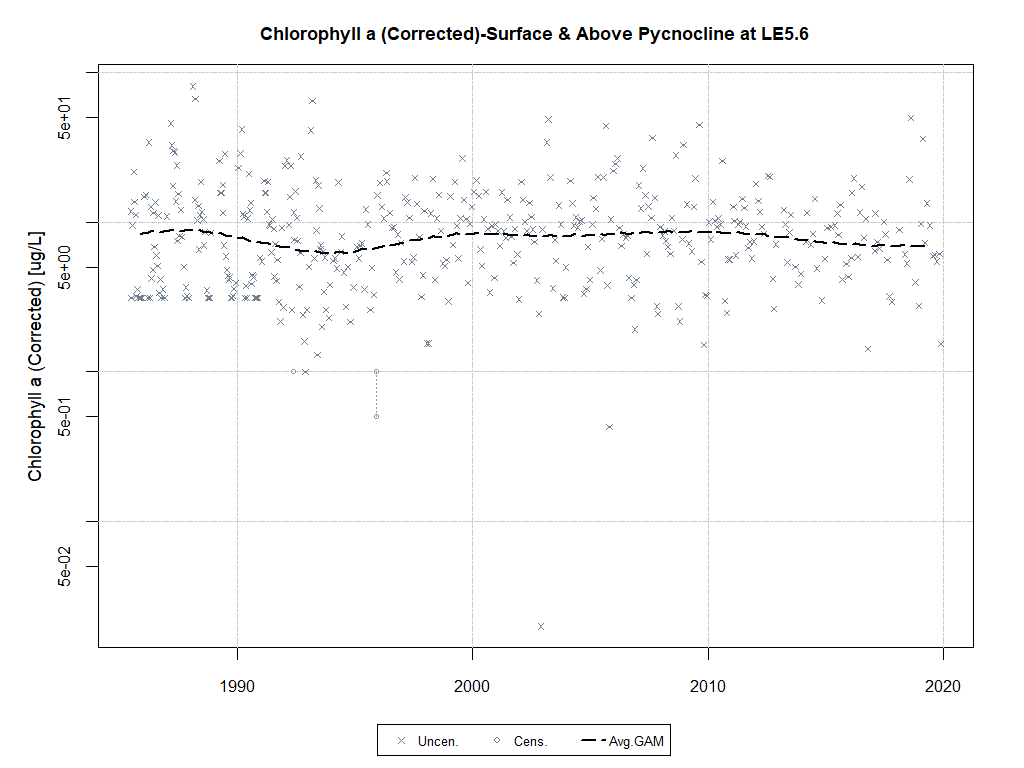 Chlorophyll a (Corrected)-Surface & Above Pycnocline at LE5.6
Chlorophyll a (Corrected) [ug/L]
5e+01
5e+00
5e-01
5e-02
1990 2000 2010 2020
Uncen. Cens. Avg.GAM